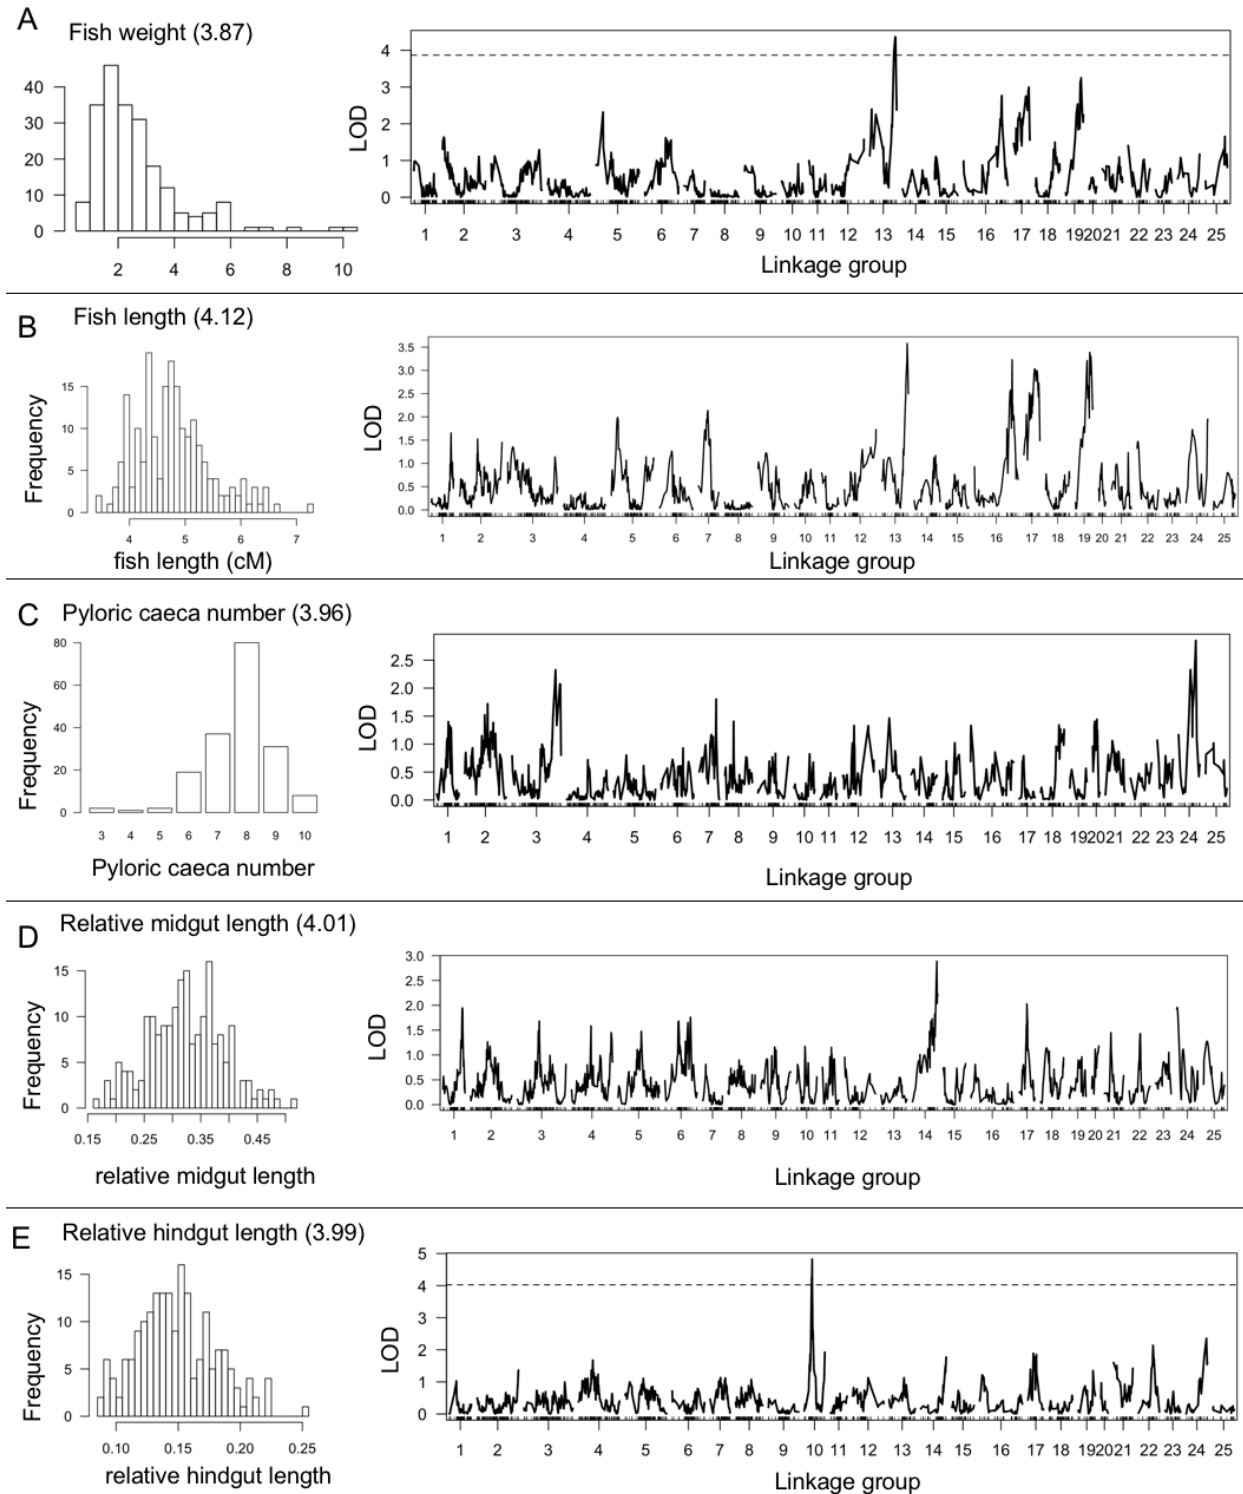 A
Fish weight (3.87)
40
30
20
10
0
2 4 6 8 10
LOD
4
3
2
1
0
1 2 3 4 5 6 7 8 9 10 11 12 13 14 15 16 17 18 19 20 21 22 23 24 25
Linkage group
B
Fish length (4.12)
Frequency
15
10
5
0
4 5 6 7
fish length (cM)
LOD
3.5
3.0
2.5
2.0
1.5
1.0
0.5
0.0
1 2 3 4 5 6 7 8 9 10 11 12 13 14 15 16 17 18 19 20 21 22 23 24 25
Linkage group
C
Pyloric caeca number (3.96)
Frequency
80
60
40
20
0
3 4 5 6 7 8 9 10
Pyloric caeca number
LOD
2.5
2.0
1.5
1.0
0.5
0.0
1 2 3 4 5 6 7 8 9 10 11 12 13 14 15 16 17 18 19 20 21 22 23 24 25
Linkage group
D
Relative midgut length (4.01)
Frequency
15
10
5
0
0.15 0.25 0.35 0.45
relative midgut length
LOD
3.0
2.5
2.0
1.5
1.0
0.5
0.0
1 2 3 4 5 6 7 8 9 10 11 12 13 14 15 16 17 18 19 20 21 22 23 24 25
Linkage group
E
Relative hindgut length (3.99)
Frequency
15
10
5
0
0.10 0.15 0.20 0.25
relative hindgut length
LOD
5
4
3
2
1
0
1 2 3 4 5 6 7 8 9 10 11 12 13 14 15 16 17 18 19 20 21 22 23 24 25
Linkage group